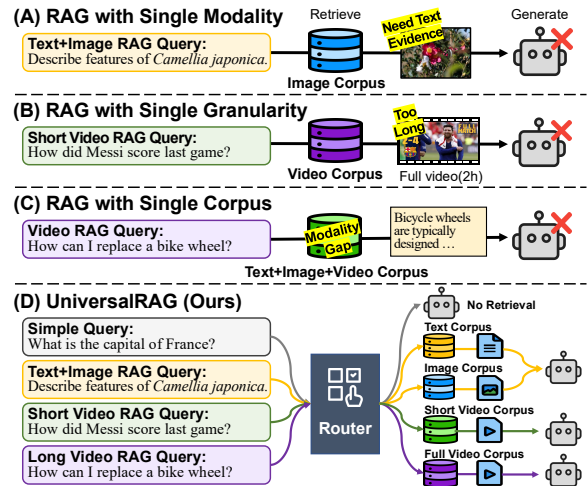 (A) RAG with Single Modality
Retrieve
Generate
Text+Image RAG Query:
Describe features of Camellia japonica.
Need Text
Evidence
Image Corpus
(B) RAG with Single Granularity
Short Video RAG Query:
How did Messi score last game?
Too
Long
Video Corpus
Full video(2h)
(C) RAG with Single Corpus
Video RAG Query:
How can I replace a bike wheel?
Modality
Gap
Bicycle wheels
are typically
designed …
Text+Image+Video Corpus
(D) UniversalRAG (Ours)
Simple Query:
What is the capital of France?
Text+Image RAG Query:
Describe features of Camellia japonica.
Short Video RAG Query:
How did Messi score last game?
Long Video RAG Query:
How can I replace a bike wheel?
Router
No Retrieval
Text Corpus
Image Corpus
Short Video Corpus
Full Video Corpus